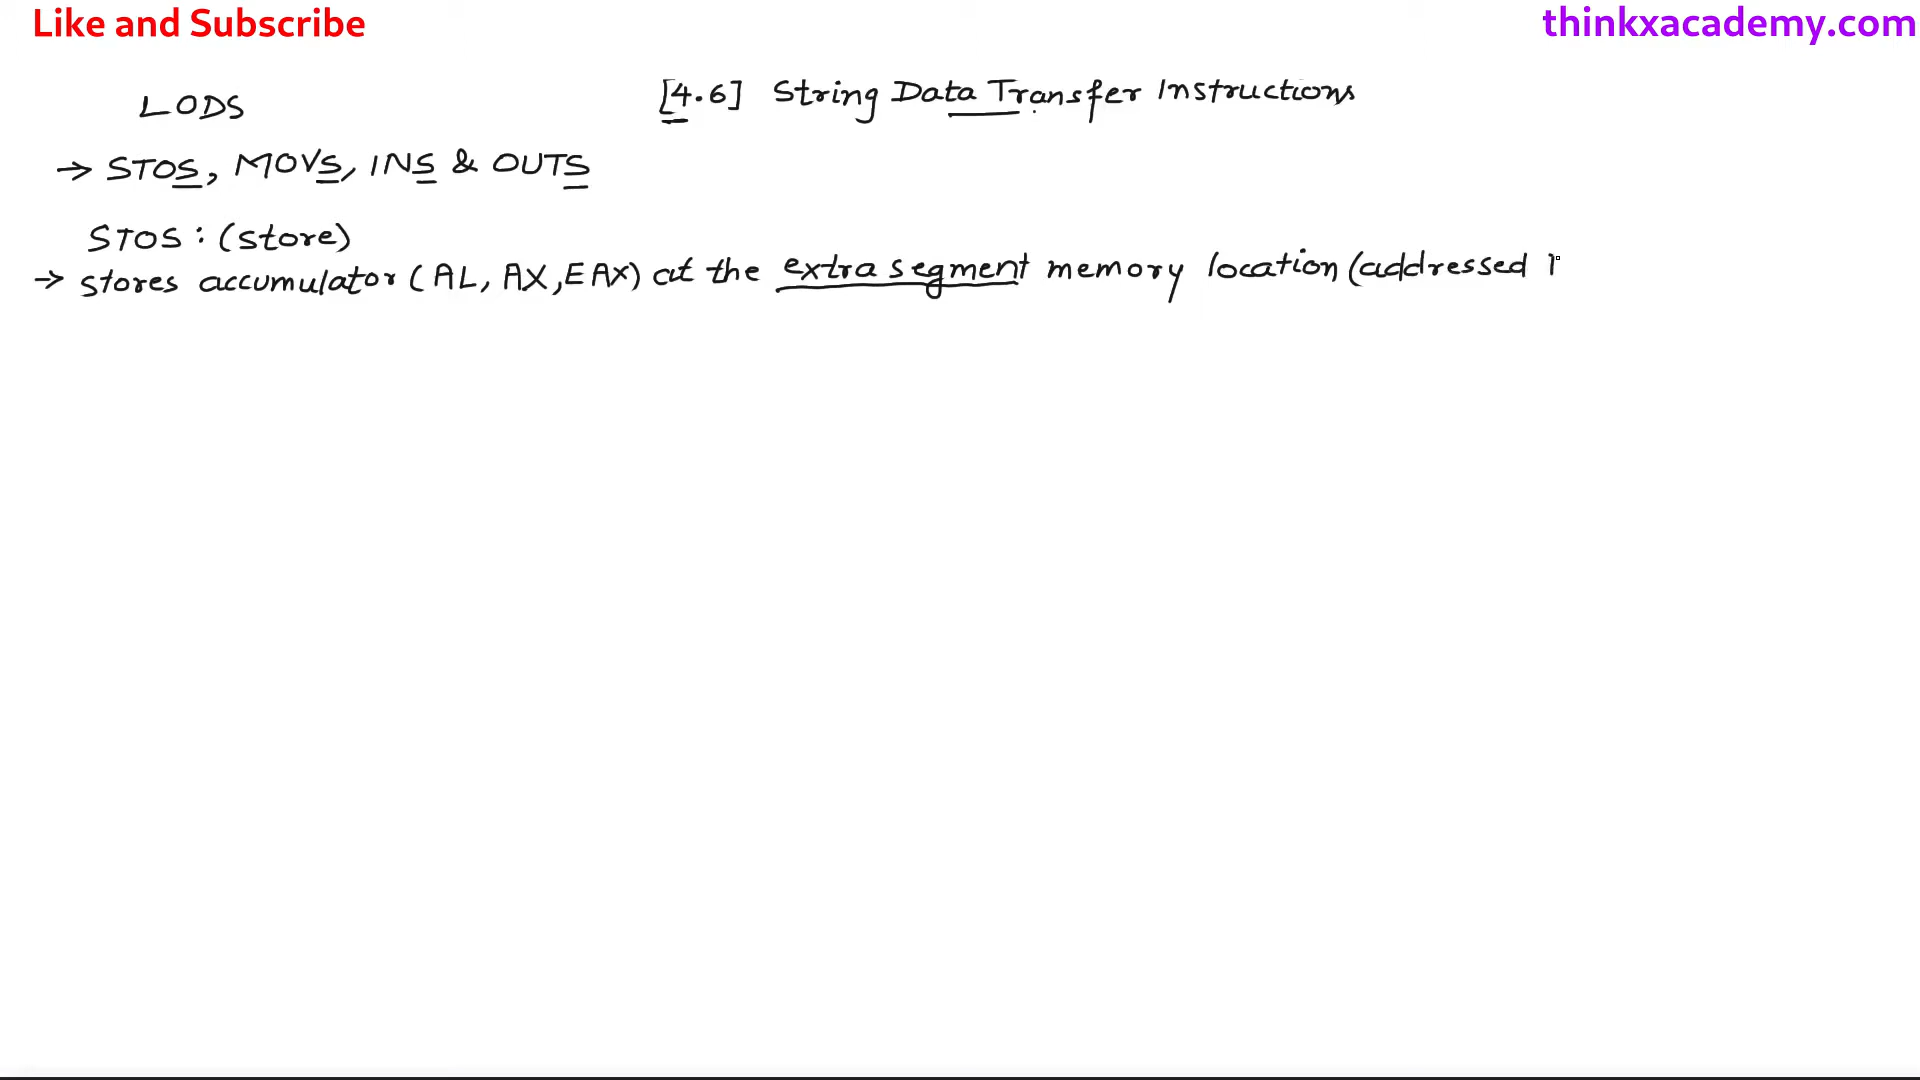 Like and Subscribe
thinkxacademy.com
[4.6] String Data Transfer Instructions
LODS
→ STOS, MOVS, INS & OUTS
STOS: (store)
→ stores accumulator (AL, AX, EAX) at the extra segment memory location (addressed